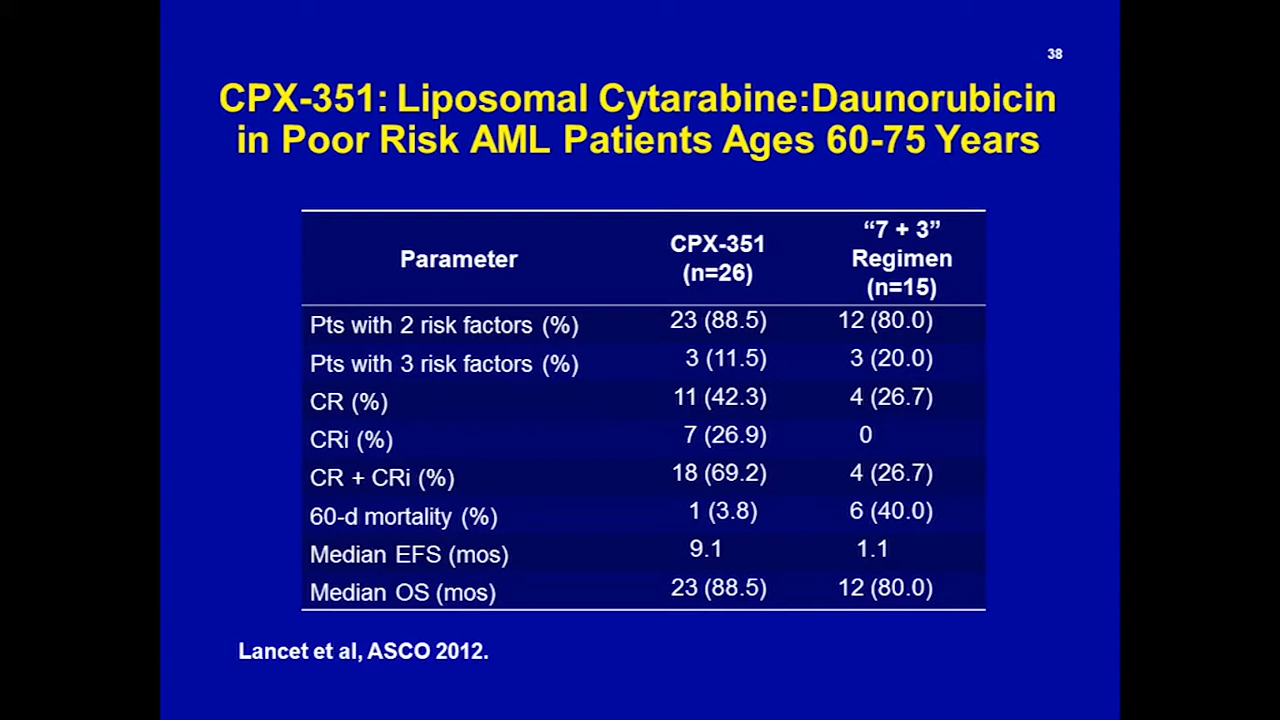 38
CPX-351: Liposomal Cytarabine:Daunorubicin
in Poor Risk AML Patients Ages 60-75 Years
Parameter CPX-351 (n=26) “7 + 3” Regimen (n=15)
Pts with 2 risk factors (%) 23 (88.5) 12 (80.0)
Pts with 3 risk factors (%) 3 (11.5) 3 (20.0)
CR (%) 11 (42.3) 4 (26.7)
CRi (%) 7 (26.9) 0
CR + CRi (%) 18 (69.2) 4 (26.7)
60-d mortality (%) 1 (3.8) 6 (40.0)
Median EFS (mos) 9.1 1.1
Median OS (mos) 23 (88.5) 12 (80.0)
Lancet et al, ASCO 2012.